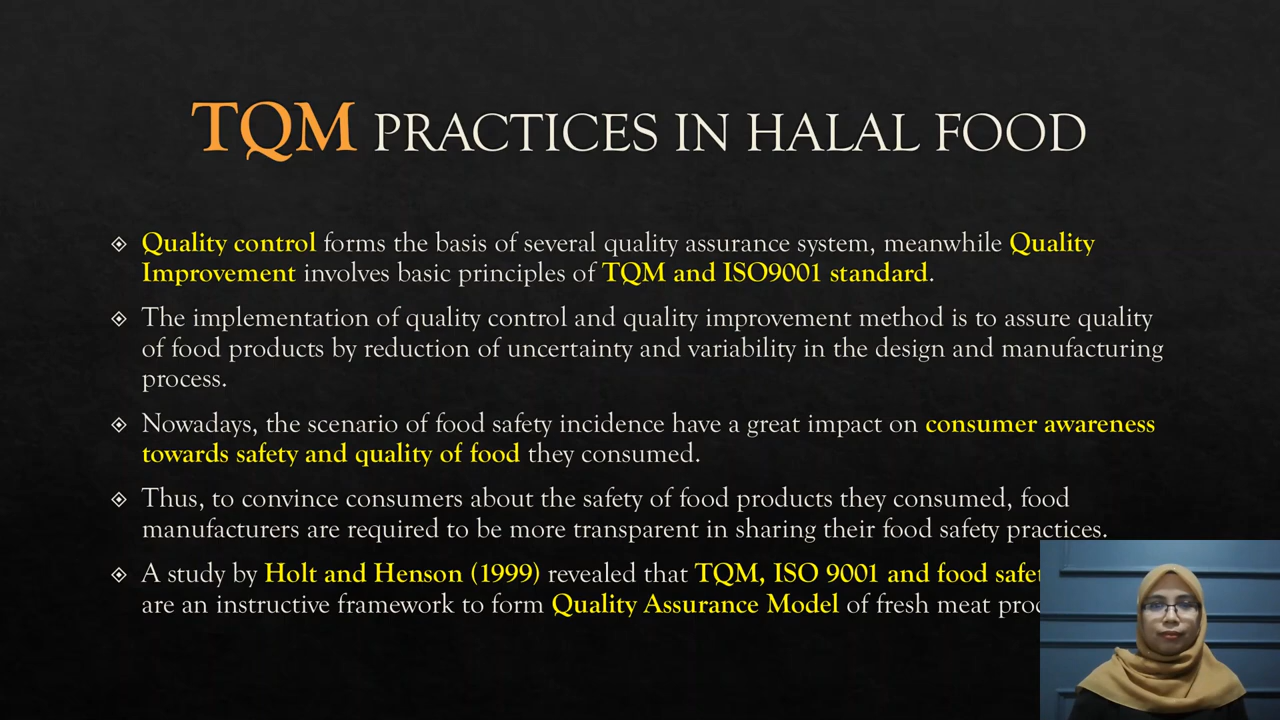 TQM PRACTICES IN HALAL FOOD
Quality control forms the basis of several quality assurance system, meanwhile Quality
Improvement involves basic principles of TQM and ISO9001 standard.
The implementation of quality control and quality improvement method is to assure quality
of food products by reduction of uncertainty and variability in the design and manufacturing
process.
Nowadays, the scenario of food safety incidence have a great impact on consumer awareness
towards safety and quality of food they consumed.
Thus, to convince consumers about the safety of food products they consumed, food
manufacturers are required to be more transparent in sharing their food safety practices.
A study by Holt and Henson (1999) revealed that TQM, ISO 9001 and food
are an instructive framework to form Quality Assurance Model of fresh meat